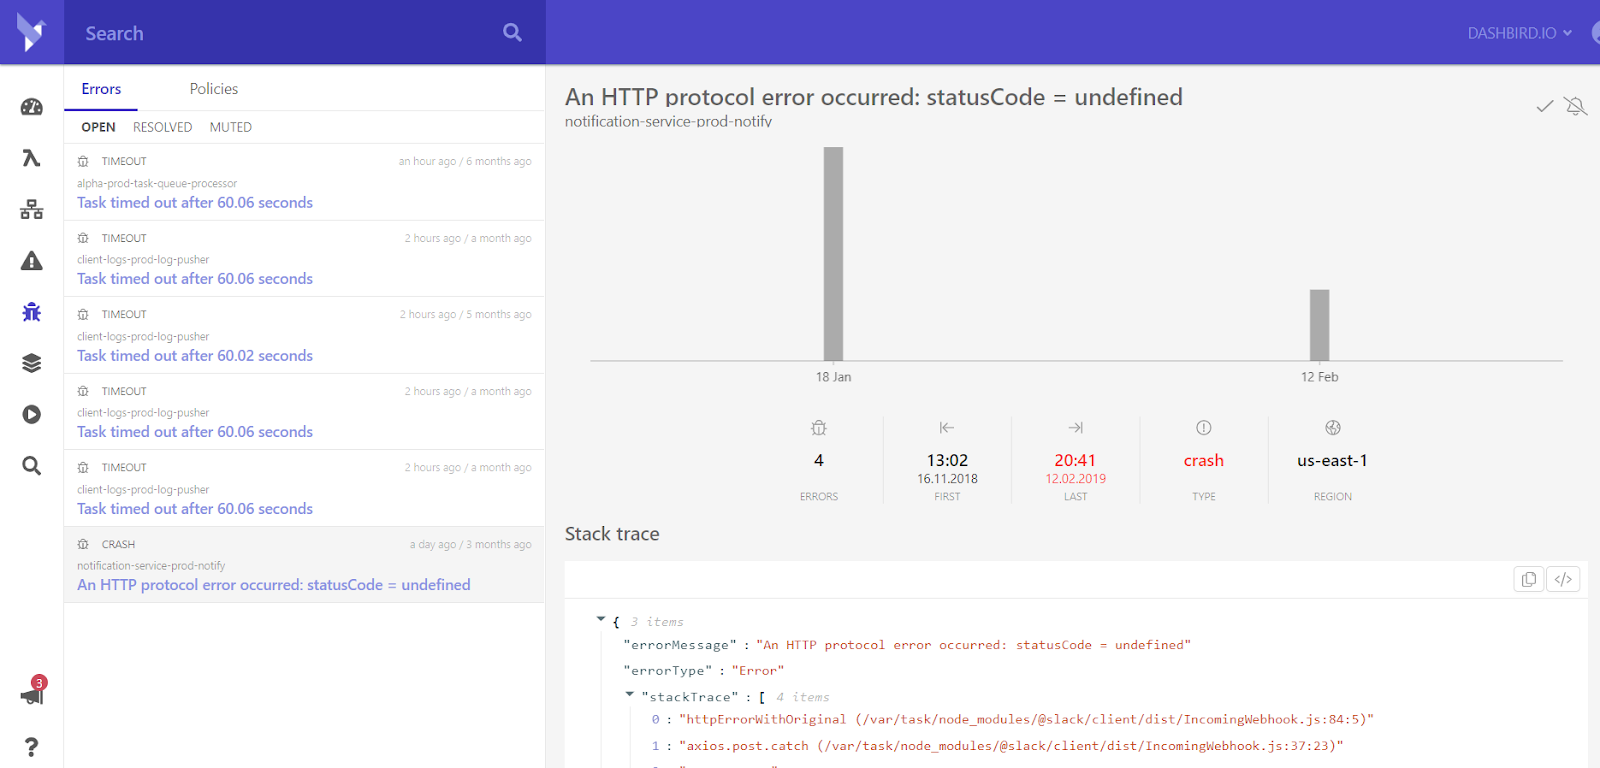 Search
DASHBIRD.IO
Errors
Policies
OPEN
RESOLVED
MUTED
TIMEOUT
an hour ago / 6 months ago
alpha-prod-task-queue-processor
Task timed out after 60.06 seconds
TIMEOUT
2 hours ago / a month ago
client-logs-prod-log-pusher
Task timed out after 60.06 seconds
TIMEOUT
2 hours ago / 5 months ago
client-logs-prod-log-pusher
Task timed out after 60.02 seconds
TIMEOUT
2 hours ago / a month ago
client-logs-prod-log-pusher
Task timed out after 60.06 seconds
TIMEOUT
2 hours ago / a month ago
client-logs-prod-log-pusher
Task timed out after 60.06 seconds
CRASH
a day ago / 3 months ago
notification-service-prod-notify
An HTTP protocol error occurred: statusCode = undefined
3
?
An HTTP protocol error occurred: statusCode = undefined
notification-service-prod-notify
18 Jan
12 Feb
4
ERRORS
13:02
16.11.2018
FIRST
20:41
12.02.2019
LAST
crash
TYPE
us-east-1
REGION
Stack trace
</>
{ 3 items
"errorMessage" : "An HTTP protocol error occurred: statusCode = undefined"
"errorType" : "Error"
"stackTrace" : [ 4 items
0 : "httpErrorWithOriginal (/var/task/node_modules/@slack/client/dist/IncomingWebhook.js:84:5)"
1 : "axios.post.catch (/var/task/node_modules/@slack/client/dist/IncomingWebhook.js:37:23)"